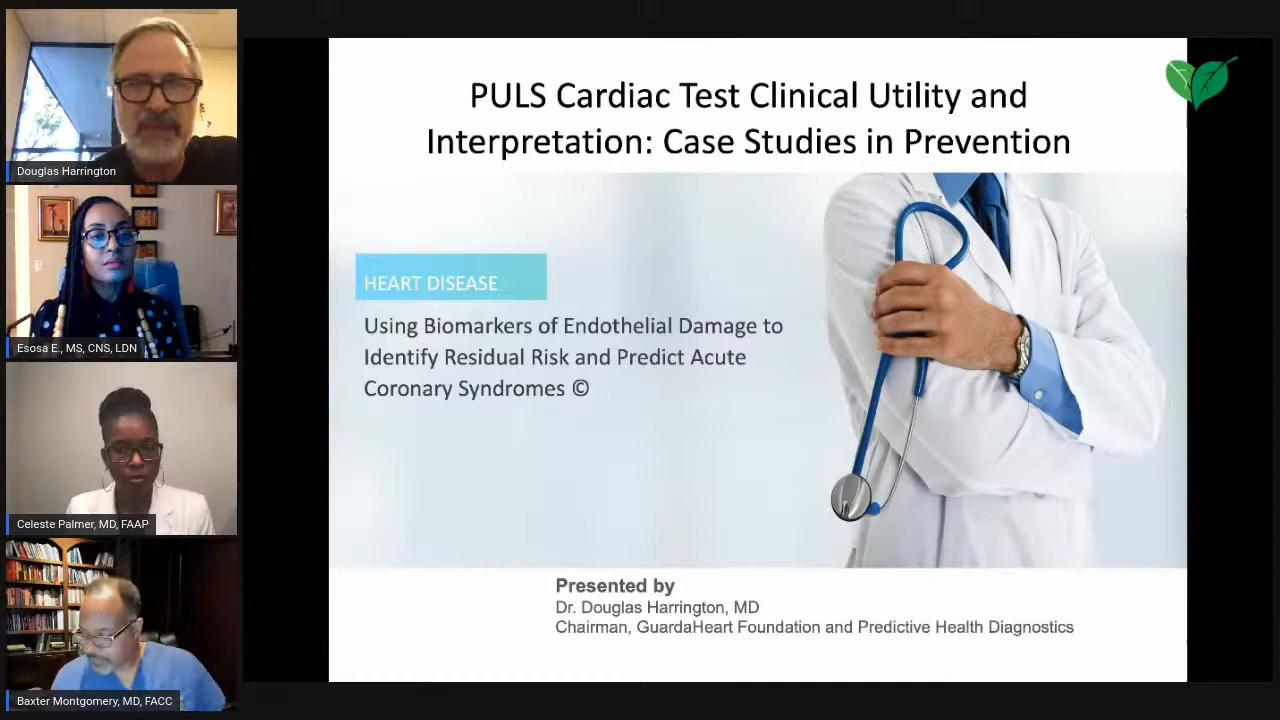 Douglas Harrington
Esosa E., MS, CNS, LDN
Celeste Palmer, MD, FAAP
Baxter Montgomery, MD, FACC
PULS Cardiac Test Clinical Utility and
Interpretation: Case Studies in Prevention
HEART DISEASE
Using Biomarkers of Endothelial Damage to
Identify Residual Risk and Predict Acute
Coronary Syndromes ©
Presented by
Dr. Douglas Harrington, MD
Chairman, GuardaHeart Foundation and Predictive Health Diagnostics